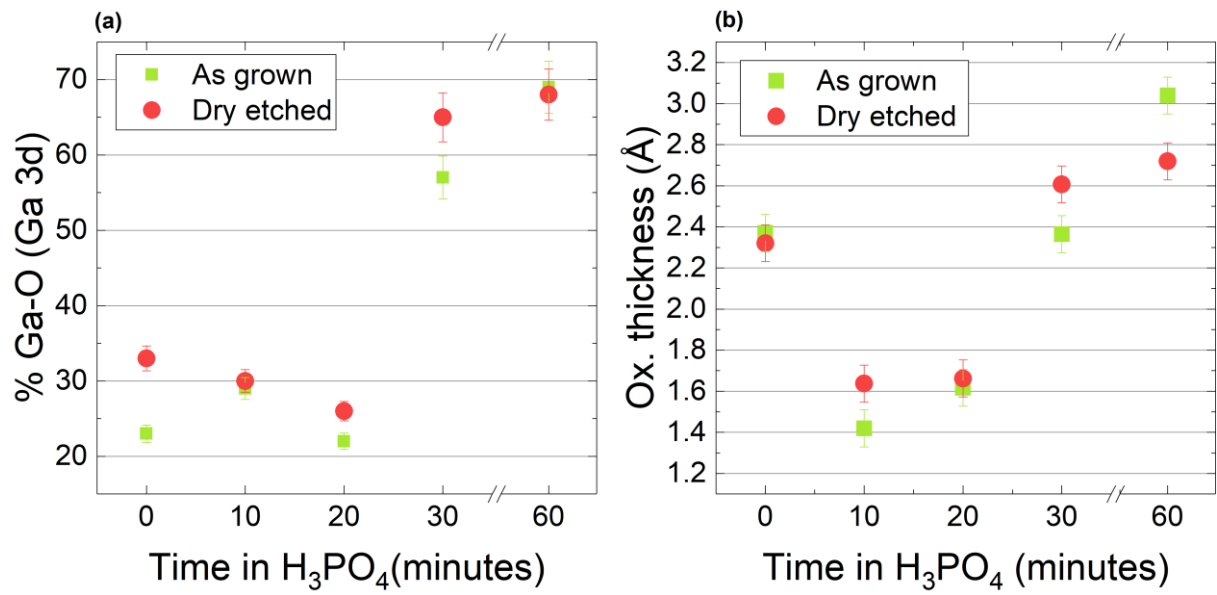 (a)
As grown
Dry etched
% Ga-O (Ga 3d)
70
60
50
40
30
20
0
10
20
30
60
Time in H₃PO₄(minutes)
(b)
As grown
Dry etched
Ox. thickness (Å)
3.2
3.0
2.8
2.6
2.4
2.2
2.0
1.8
1.6
1.4
1.2
0
10
20
30
60
Time in H₃PO₄ (minutes)